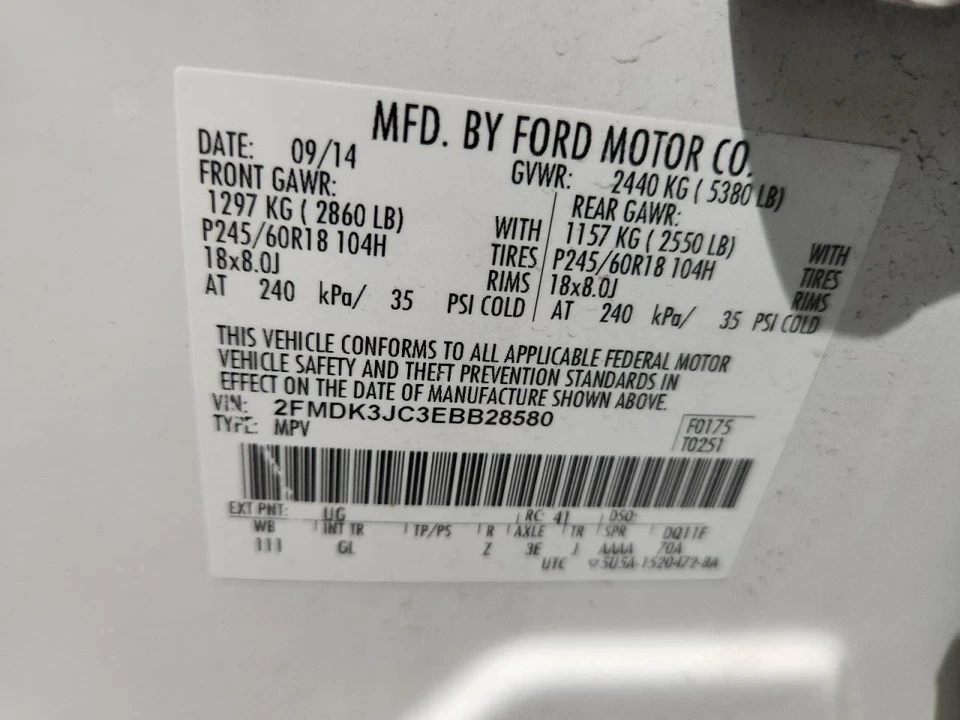 MFD. BY FORD MOTOR CO.
DATE: 09/14 GVWR: 2440 KG ( 5380 LB)
FRONT GAWR: REAR GAWR:
1297 KG ( 2860 LB) WITH 1157 KG ( 2550 LB) WITH
P245/60R18 104H TIRES P245/60R18 104H TIRES
18x8.0J RIMS 18x8.0J RIMS
AT 240 kPa/ 35 PSI COLD AT 240 kPa/ 35 PSI COLD
THIS VEHICLE CONFORMS TO ALL APPLICABLE FEDERAL MOTOR
VEHICLE SAFETY AND THEFT PREVENTION STANDARDS IN
EFFECT ON THE DATE OF MANUFACTURE SHOWN ABOVE.
VIN: 2FMDK3JC3EBB28580
TYPE: MPV
F0175
T0251
EXT PNT: UG RC: 41 DSO:
WB INT TR TP/PS R AXLE TR SPR DQ11F
111 GL Z 3E J AAAA 70A
UTC